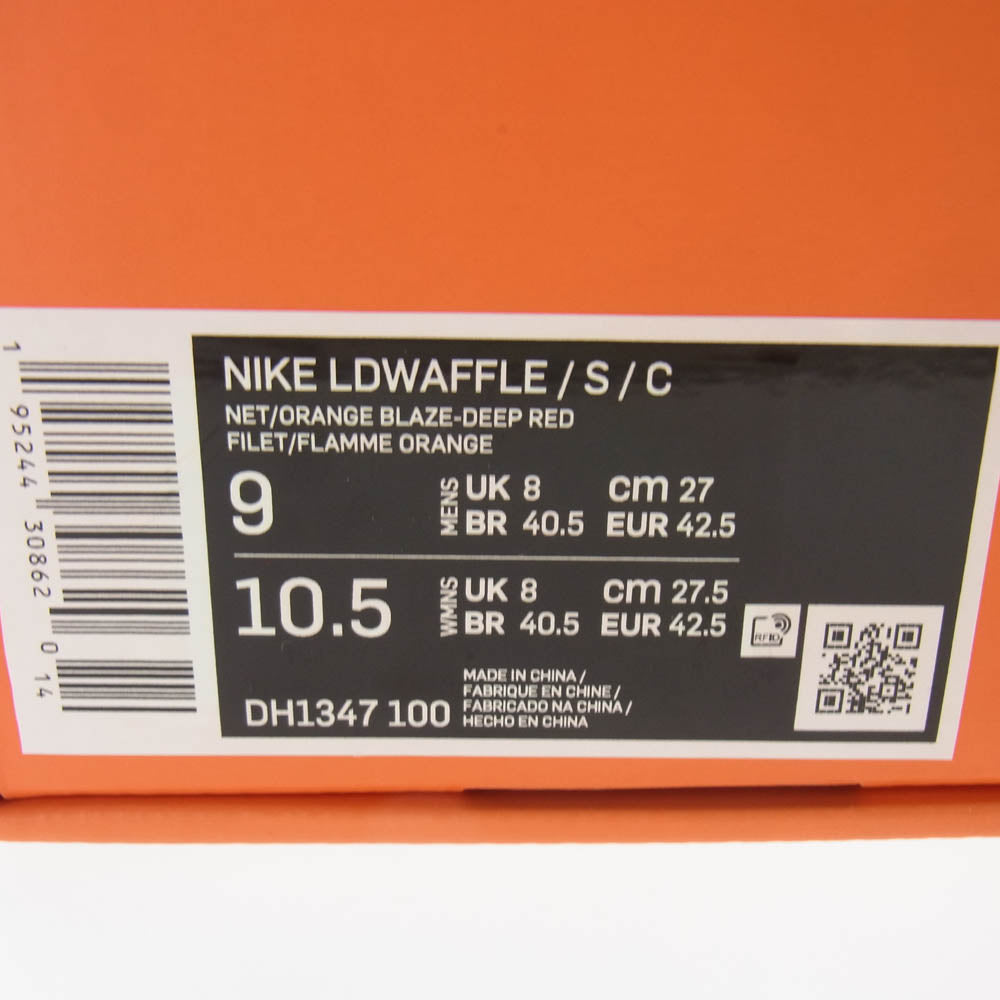 NIKE LDWAFFLE / S / C
NET/ORANGE BLAZE-DEEP RED
FILET/FLAMME ORANGE
9 MENS UK 8 cm 27
BR 40.5 EUR 42.5
10.5 WMNS UK 8 cm 27.5
BR 40.5 EUR 42.5
RFID
DH1347 100
MADE IN CHINA /
FABRIQUE EN CHINE /
FABRICADO NA CHINA /
HECHO EN CHINA
1 95244 30862 0 14